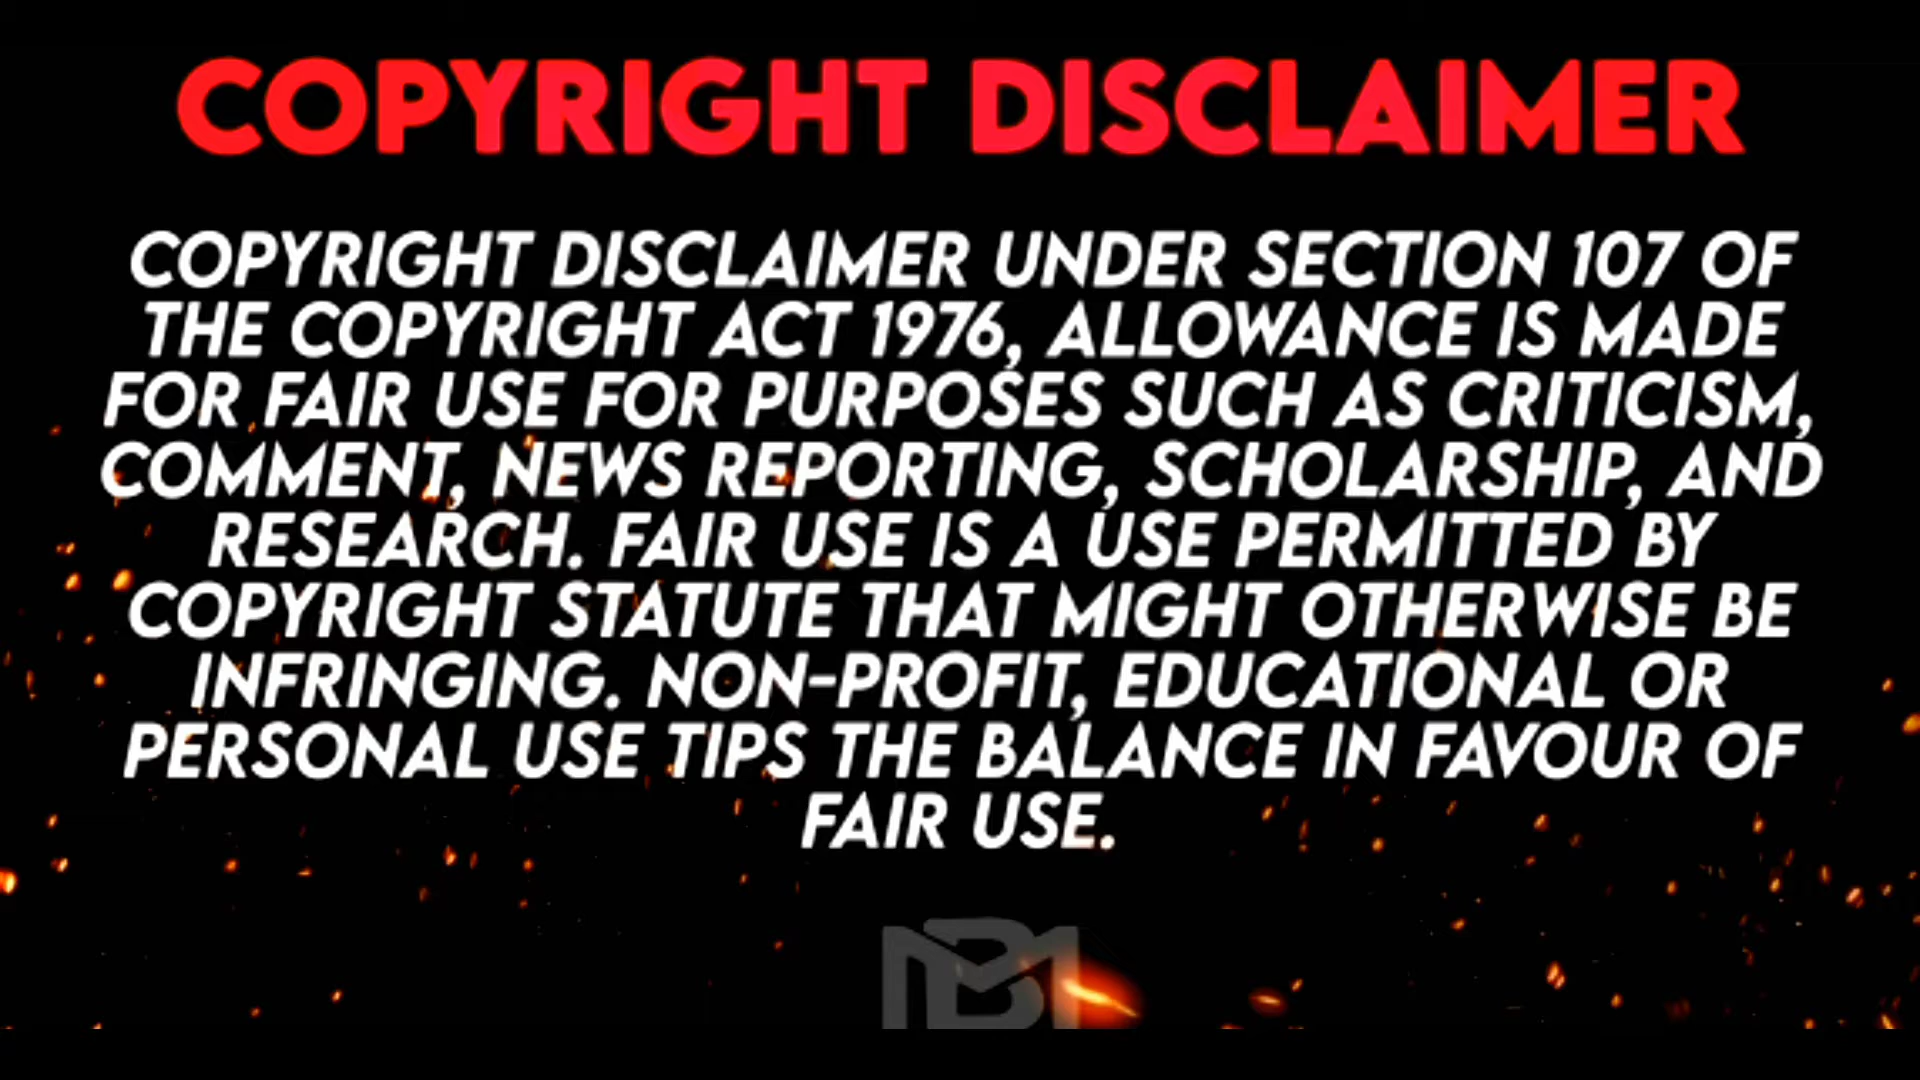 COPYRIGHT DISCLAIMER
COPYRIGHT DISCLAIMER UNDER SECTION 107 OF
THE COPYRIGHT ACT 1976, ALLOWANCE IS MADE
FOR FAIR USE FOR PURPOSES SUCH AS CRITICISM,
COMMENT, NEWS REPORTING, SCHOLARSHIP, AND
RESEARCH. FAIR USE IS A USE PERMITTED BY
COPYRIGHT STATUTE THAT MIGHT OTHERWISE BE
INFRINGING. NON-PROFIT, EDUCATIONAL OR
PERSONAL USE TIPS THE BALANCE IN FAVOUR OF
FAIR USE.